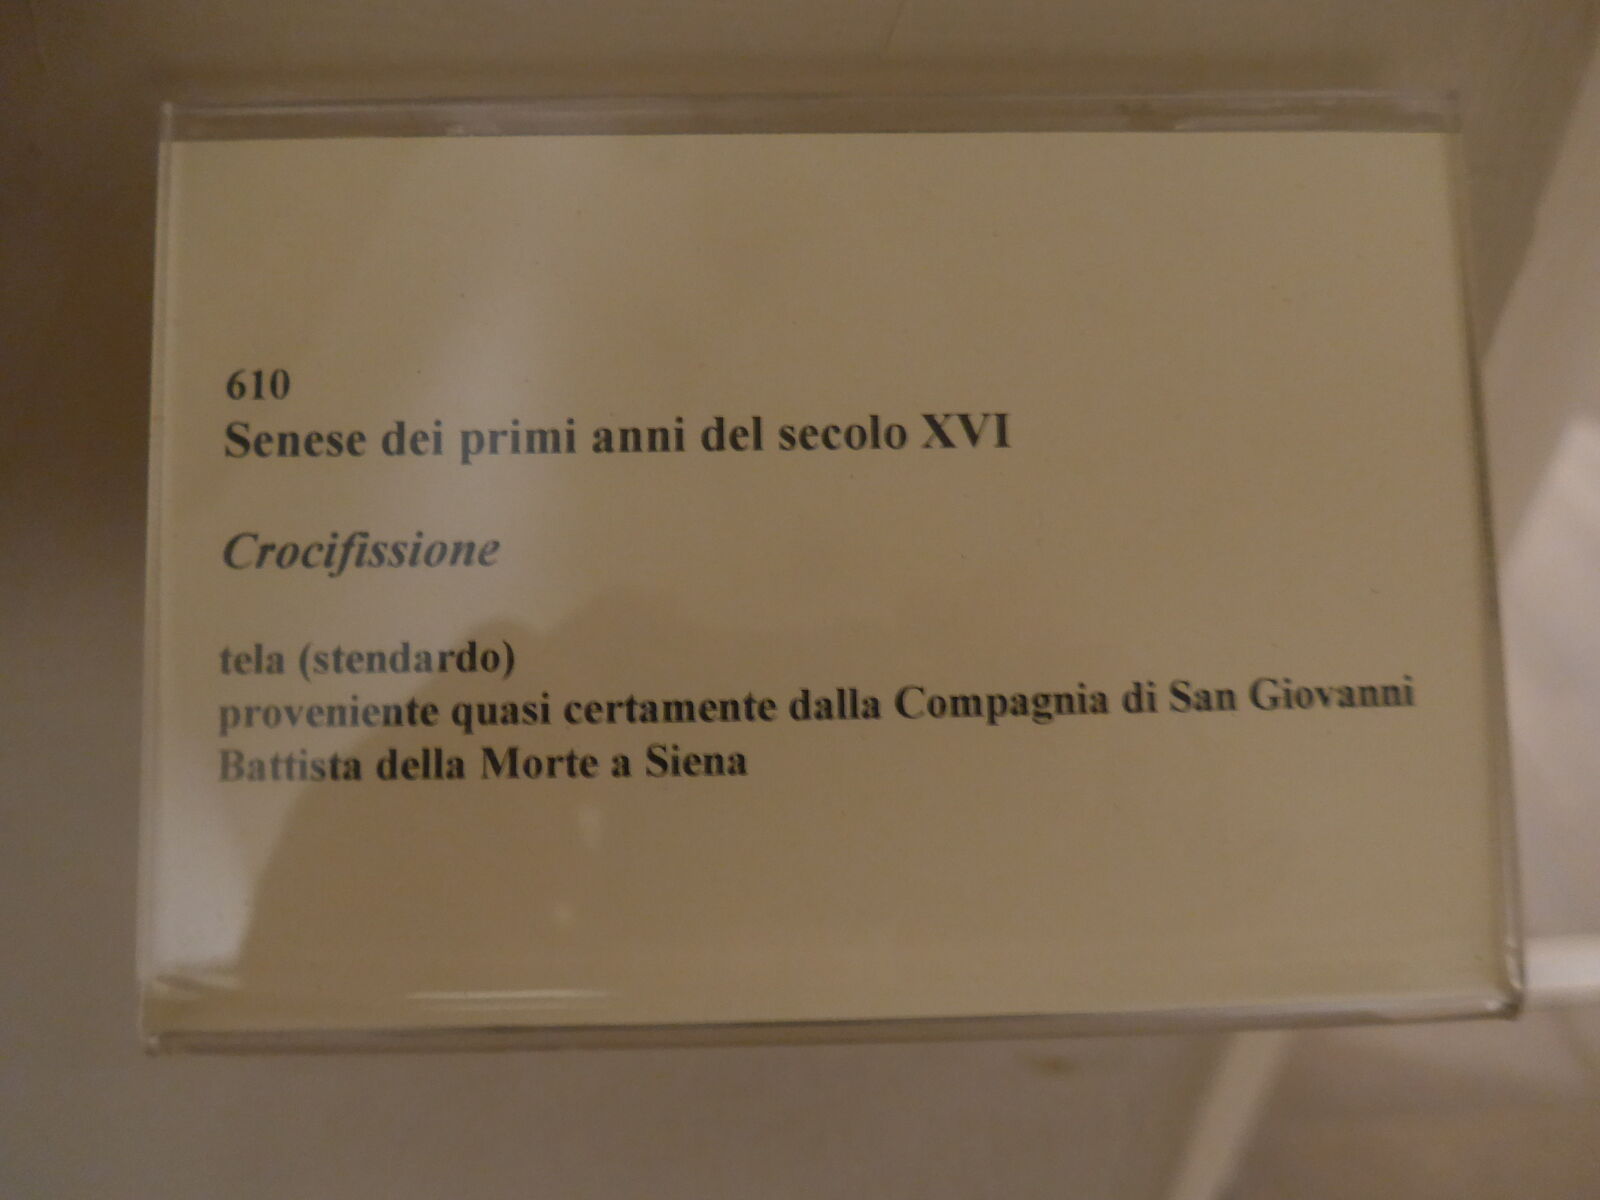 610
Senese dei primi anni del secolo XVI
Crocifissione
tela (stendardo)
proveniente quasi certamente dalla Compagnia di San Giovanni
Battista della Morte a Siena